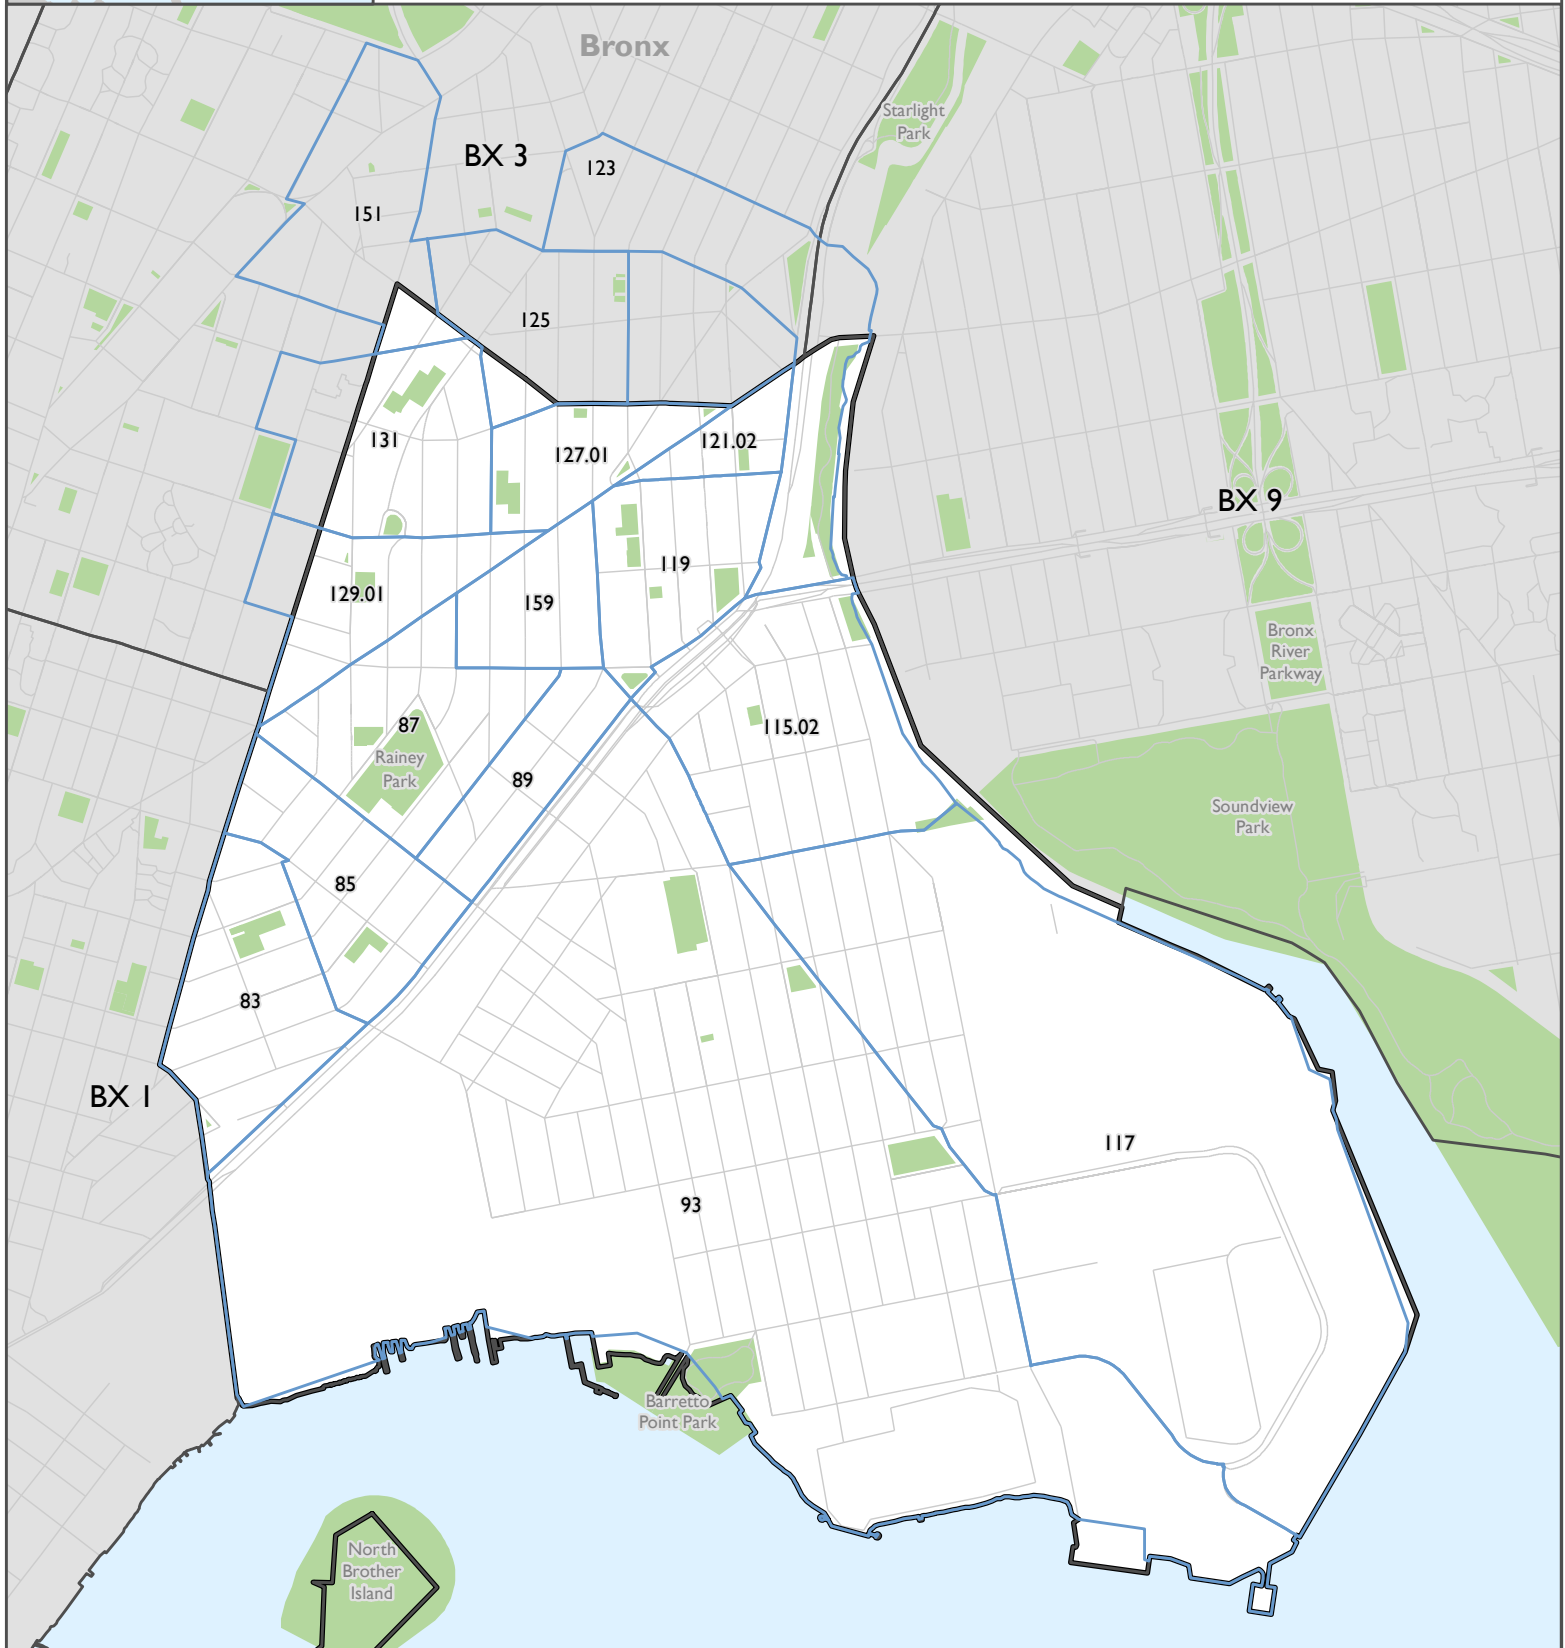 Bronx
Starlight
Park
BX 3
123
151
125
131
127.01
121.02
BX 9
119
129.01
159
Bronx
River
Parkway
87
115.02
Rainey
Park
89
Soundview
Park
85
83
BX 1
117
93
Barretto
Point Park
North
Brother
Island